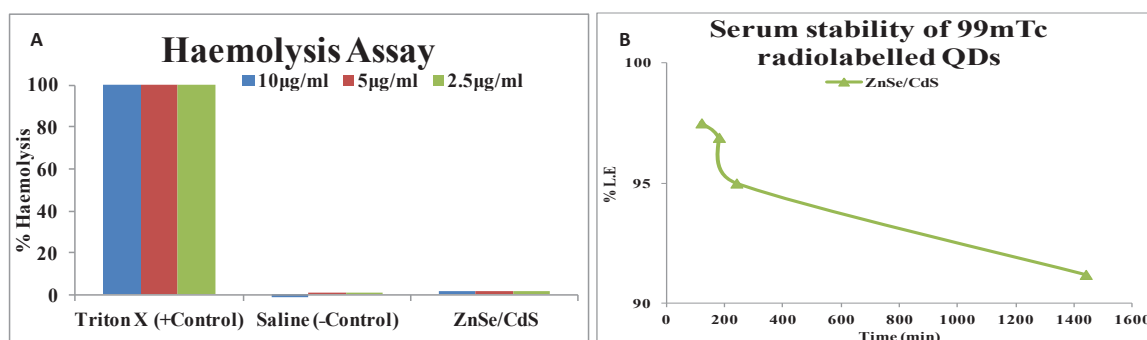 A
Haemolysis Assay
10µg/ml 5µg/ml 2.5µg/ml
% Haemolysis
100
80
60
40
20
0
Triton X (+Control) Saline (-Control) ZnSe/CdS
B
Serum stability of 99mTc
radiolabelled QDs
ZnSe/CdS
% L.E
100
95
90
0 200 400 600 800 1000 1200 1400 1600
Time (min)